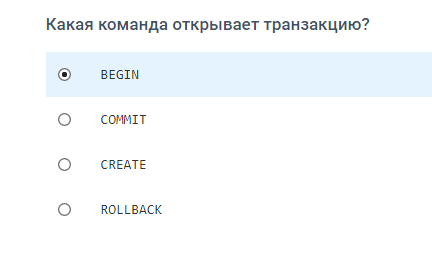 Какая команда открывает транзакцию?
BEGIN
COMMIT
CREATE
ROLLBACK